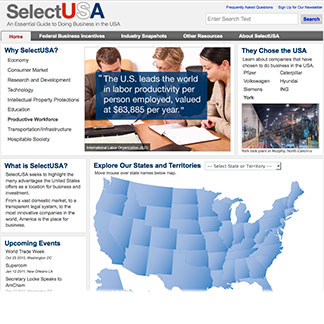 Frequently Asked Questions
Sign Up for Our Newsletter
SelectUSA
An Essential Guide to Doing Business in the USA
Enter Search Text
Search
Home
Federal Business Incentives
Industry Snapshots
Other Resources
About SelectUSA
Why SelectUSA?
Economy
Consumer Market
Research and Development
Technology
Intellectual Property Protections
Education
Productive Workforce
Transportation/Infrastructure
Hospitable Society
"The U.S. leads the world
in labor productivity per
person employed, valued
at $63,885 per year."
International Labor Organization (ILO)
They Chose the USA
Learn about companies that have
chosen to do business in the USA.
Pfizer
Caterpillar
Volkswagen
Hyundai
Siemens
ING
York
York pick plant in Murphy, North Carolina
What is SelectUSA?
SelectUSA seeks to highlight the
many advantages the United States
offers as a location for business and
investment.
From a vast domestic market, to a
transparent legal system, to the
most innovative companies in the
world, America is the place for
business.
Explore Our States and Territories
-- Select State or Territory --
Move mouse over state names below map.
Upcoming Events
World Trade Week
Oct 25 2010, Washington DC
Superzoom
Jan 12 2011, New Orleans LA
Secretary Locke Speaks to
AmCham